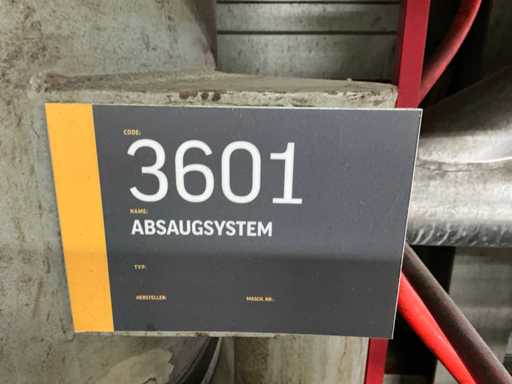 CODE:
3601
NAME:
ABSAUGSYSTEM
TYP:
HERSTELLER: MASCH. NR.: